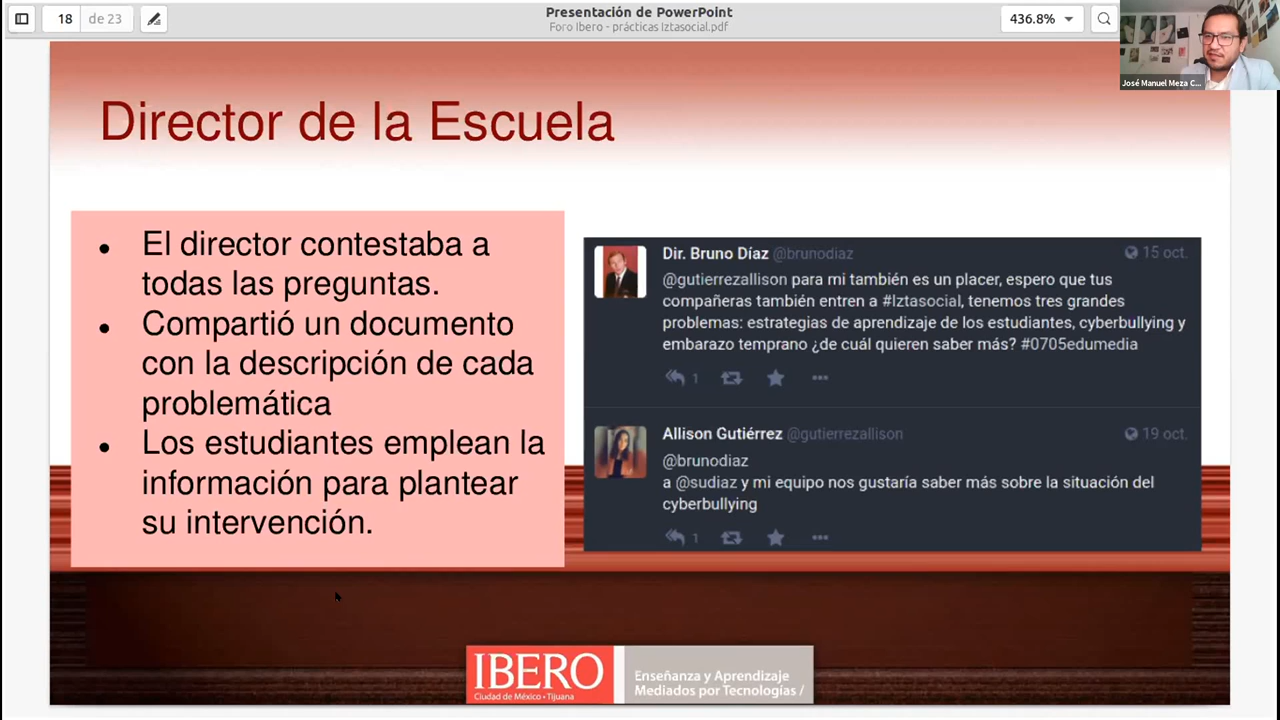 18 de 23
Presentación de PowerPoint
Foro Ibero - prácticas Iztasocial.pdf
436.8%
José Manuel Meza C...
Director de la Escuela
• El director contestaba a
todas las preguntas.
• Compartió un documento
con la descripción de cada
problemática
• Los estudiantes emplean la
información para plantear
su intervención.
Dir. Bruno Díaz @brunodiaz 15 oct.
@gutierrezallison para mi también es un placer, espero que tus
compañeras también entren a #Iztasocial, tenemos tres grandes
problemas: estrategias de aprendizaje de los estudiantes, cyberbullying y
embarazo temprano ¿de cuál quieren saber más? #0705edumedia
1
Allison Gutiérrez @gutierrezallison 19 oct.
@brunodiaz
a @sudiaz y mi equipo nos gustaría saber más sobre la situación del
cyberbullying
1
IBERO
Ciudad de México • Tijuana
Enseñanza y Aprendizaje
Mediados por Tecnologías /